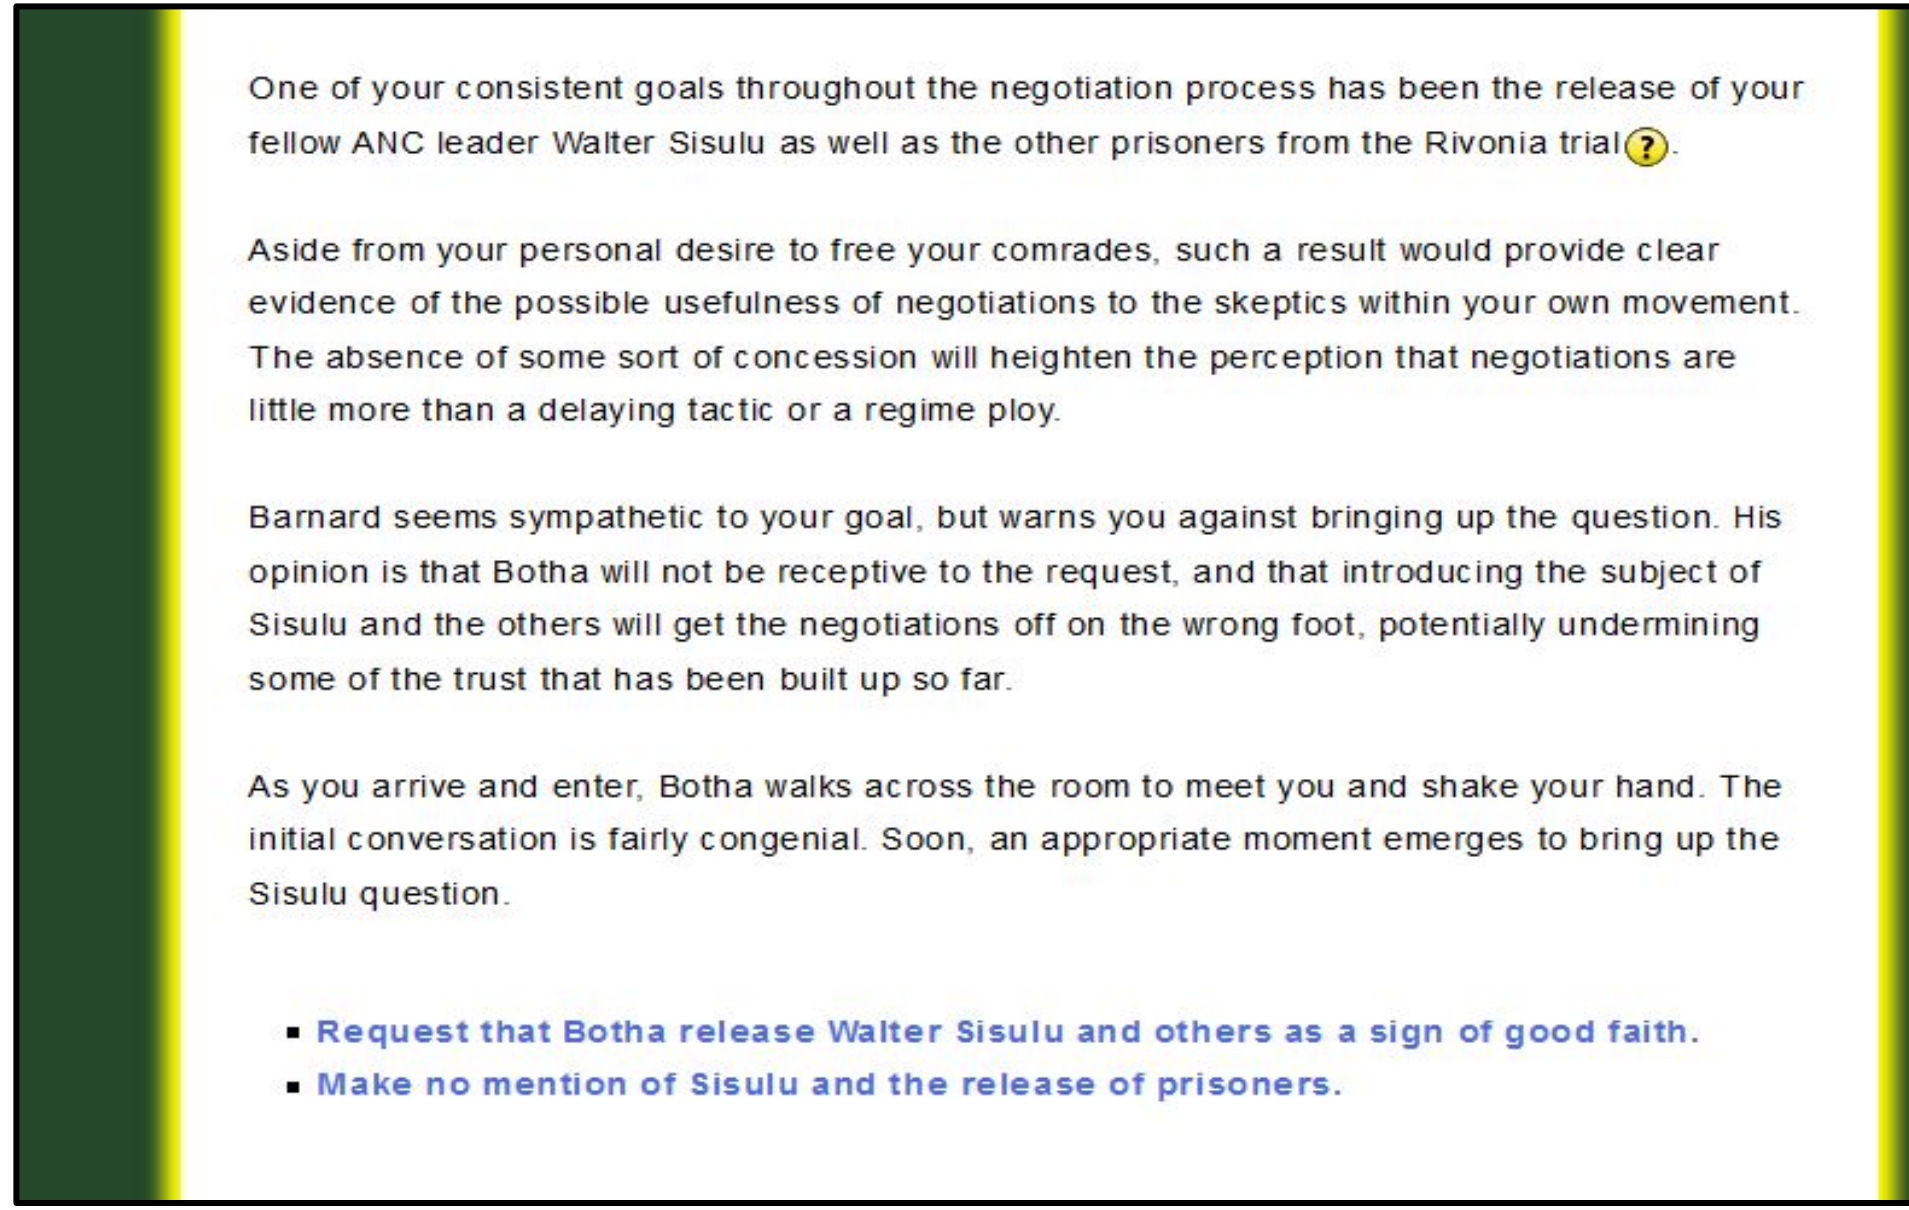 One of your consistent goals throughout the negotiation process has been the release of your
fellow ANC leader Walter Sisulu as well as the other prisoners from the Rivonia trial?.
Aside from your personal desire to free your comrades, such a result would provide clear
evidence of the possible usefulness of negotiations to the skeptics within your own movement.
The absence of some sort of concession will heighten the perception that negotiations are
little more than a delaying tactic or a regime ploy.
Barnard seems sympathetic to your goal, but warns you against bringing up the question. His
opinion is that Botha will not be receptive to the request, and that introducing the subject of
Sisulu and the others will get the negotiations off on the wrong foot, potentially undermining
some of the trust that has been built up so far.
As you arrive and enter, Botha walks across the room to meet you and shake your hand. The
initial conversation is fairly congenial. Soon, an appropriate moment emerges to bring up the
Sisulu question.
▪ Request that Botha release Walter Sisulu and others as a sign of good faith.
▪ Make no mention of Sisulu and the release of prisoners.